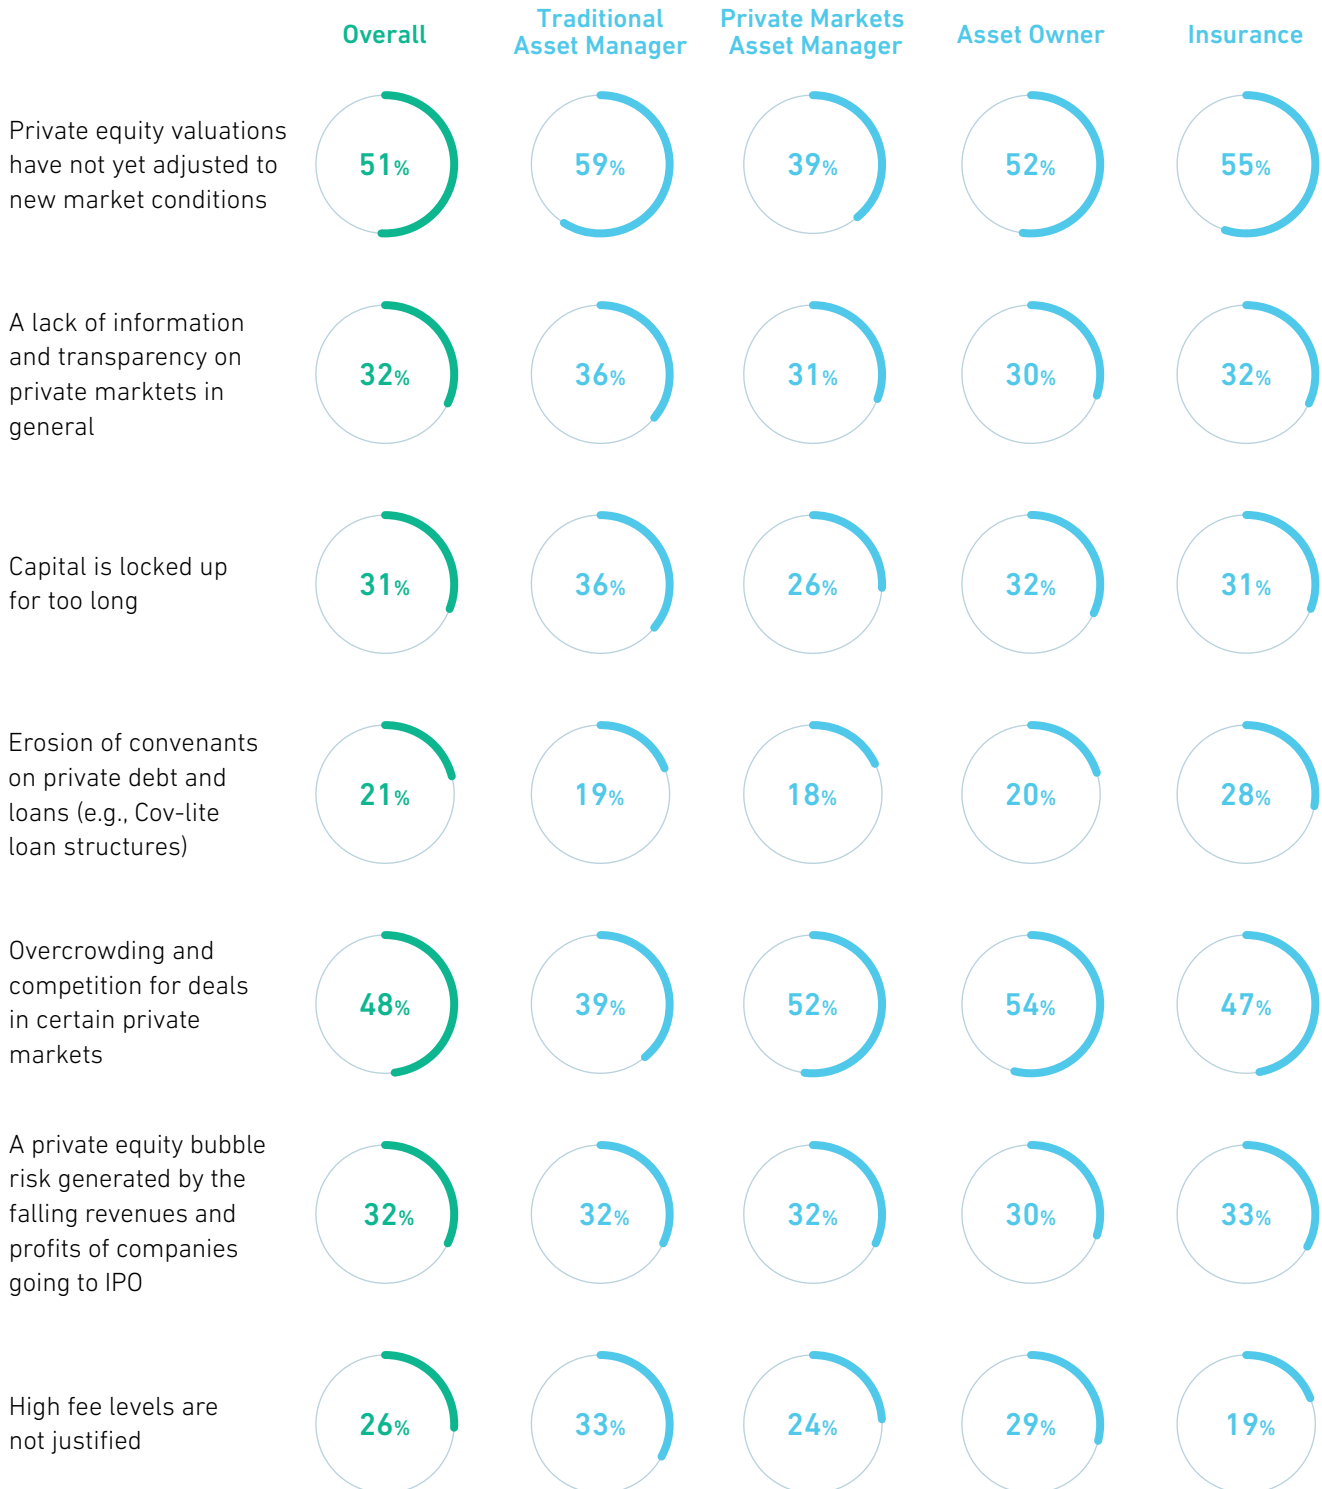 Overall
Traditional
Asset Manager
Private Markets
Asset Manager
Asset Owner
Insurance
Private equity valuations
have not yet adjusted to
new market conditions
51%
59%
39%
52%
55%
A lack of information
and transparency on
private marktets in
general
32%
36%
31%
30%
32%
Capital is locked up
for too long
31%
36%
26%
32%
31%
Erosion of convenants
on private debt and
loans (e.g., Cov-lite
loan structures)
21%
19%
18%
20%
28%
Overcrowding and
competition for deals
in certain private
markets
48%
39%
52%
54%
47%
A private equity bubble
risk generated by the
falling revenues and
profits of companies
going to IPO
32%
32%
32%
30%
33%
High fee levels are
not justified
26%
33%
24%
29%
19%